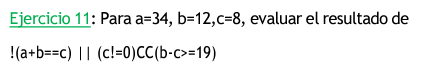 Ejercicio 11: Para a=34, b=12,c=8, evaluar el resultado de
!(a+b==c) || (c!=0)CC(b-c>=19)